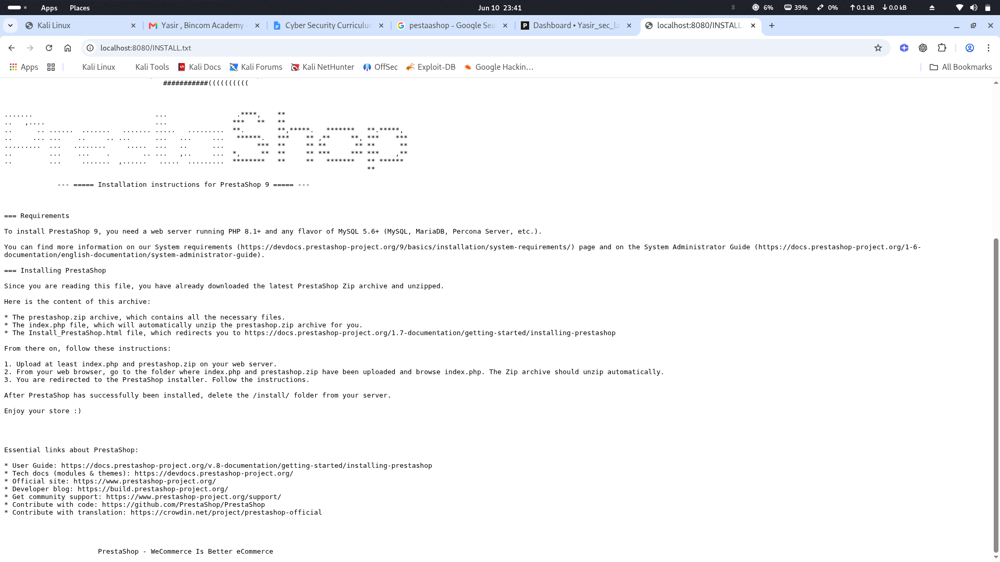 Apps Places Jun 10 23:41 6% 39% 0% 0.1 kB 0.0 kB
Kali Linux Yasir , Bincom Academy - Cyber Security Curriculum pestaashop - Google Sea Dashboard • Yasir_sec_la localhost:8080/INSTALL.
localhost:8080/INSTALL.txt
Apps Kali Linux Kali Tools Kali Docs Kali Forums Kali NetHunter OffSec Exploit-DB Google Hackin… All Bookmarks
###########((((((((((
PrestaShop
--- ===== Installation instructions for PrestaShop 9 ===== ---
=== Requirements
To install PrestaShop 9, you need a web server running PHP 8.1+ and any flavor of MySQL 5.6+ (MySQL, MariaDB, Percona Server, etc.).
You can find more information on our System requirements (https://devdocs.prestashop-project.org/9/basics/installation/system-requirements/) page and on the System Administrator Guide (https://docs.prestashop-project.org/1-6-
documentation/english-documentation/system-administrator-guide).
=== Installing PrestaShop
Since you are reading this file, you have already downloaded the latest PrestaShop Zip archive and unzipped.
Here is the content of this archive:
* The prestashop.zip archive, which contains all the necessary files.
* The index.php file, which will automatically unzip the prestashop.zip archive for you.
* The Install_PrestaShop.html file, which redirects you to https://docs.prestashop-project.org/1.7-documentation/getting-started/installing-prestashop
From there on, follow these instructions:
1. Upload at least index.php and prestashop.zip on your web server.
2. From your web browser, go to the folder where index.php and prestashop.zip have been uploaded and browse index.php. The Zip archive should unzip automatically.
3. You are redirected to the PrestaShop installer. Follow the instructions.
After PrestaShop has successfully been installed, delete the /install/ folder from your server.
Enjoy your store :)
Essential links about PrestaShop:
* User Guide: https://docs.prestashop-project.org/v.8-documentation/getting-started/installing-prestashop
* Tech docs (modules & themes): https://devdocs.prestashop-project.org/
* Official site: https://www.prestashop-project.org/
* Developer blog: https://build.prestashop-project.org/
* Get community support: https://www.prestashop-project.org/support/
* Contribute with code: https://github.com/PrestaShop/PrestaShop
* Contribute with translation: https://crowdin.net/project/prestashop-official
PrestaShop - WeCommerce Is Better eCommerce